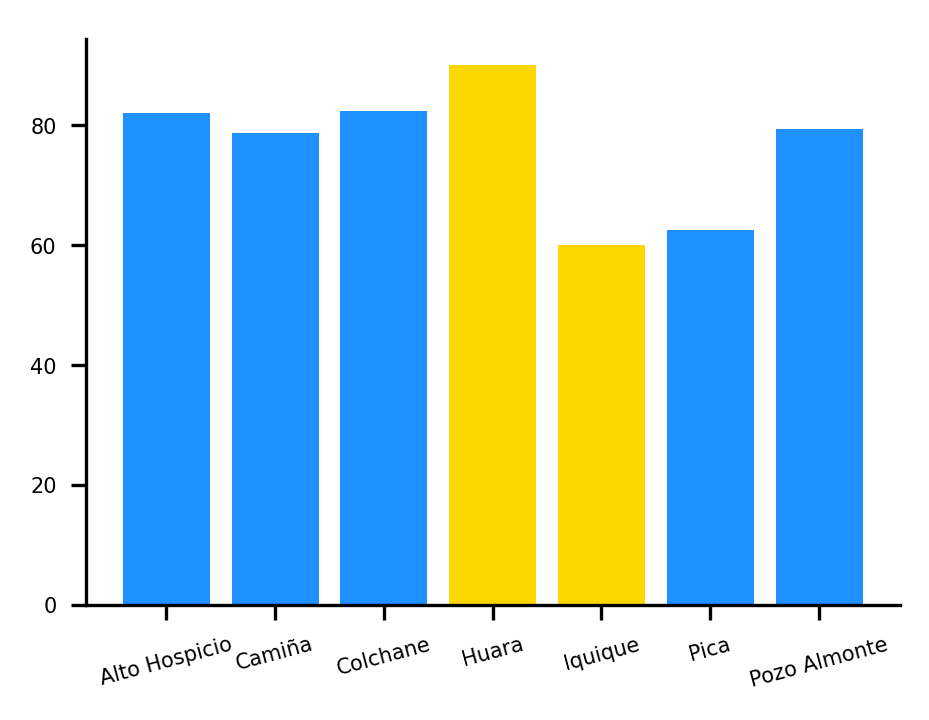 80
60
40
20
0
Alto Hospicio
Camiña
Colchane
Huara
Iquique
Pica
Pozo Almonte